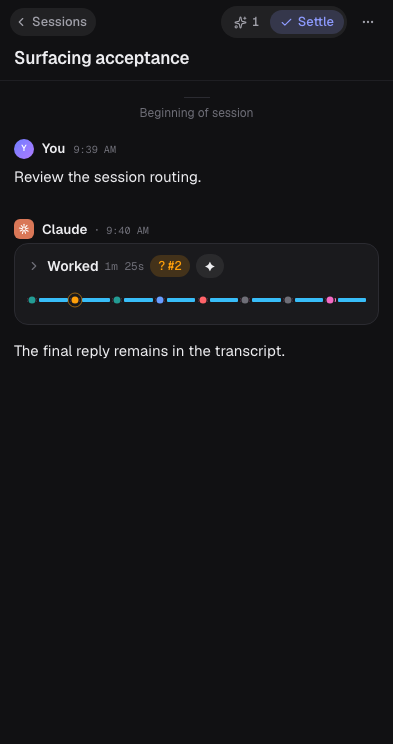 Sessions
1
Settle
Surfacing acceptance
Beginning of session
Y
You 9:39 AM
Review the session routing.
Claude · 9:40 AM
Worked 1m 25s ? #2
The final reply remains in the transcript.